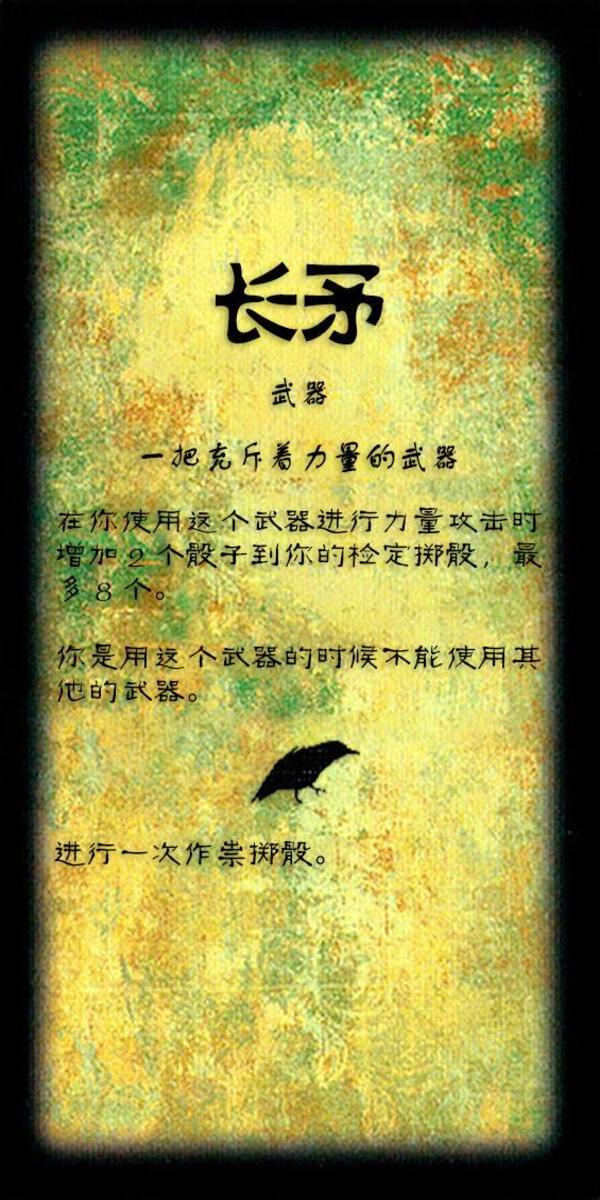 长矛
武器
一把充斥着力量的武器
在你使用这个武器进行力量攻击时
增加 2 个骰子到你的检定掷骰，最
多 8 个。
你是用这个武器的时候不能使用其
他的武器。
进行一次作祟掷骰。